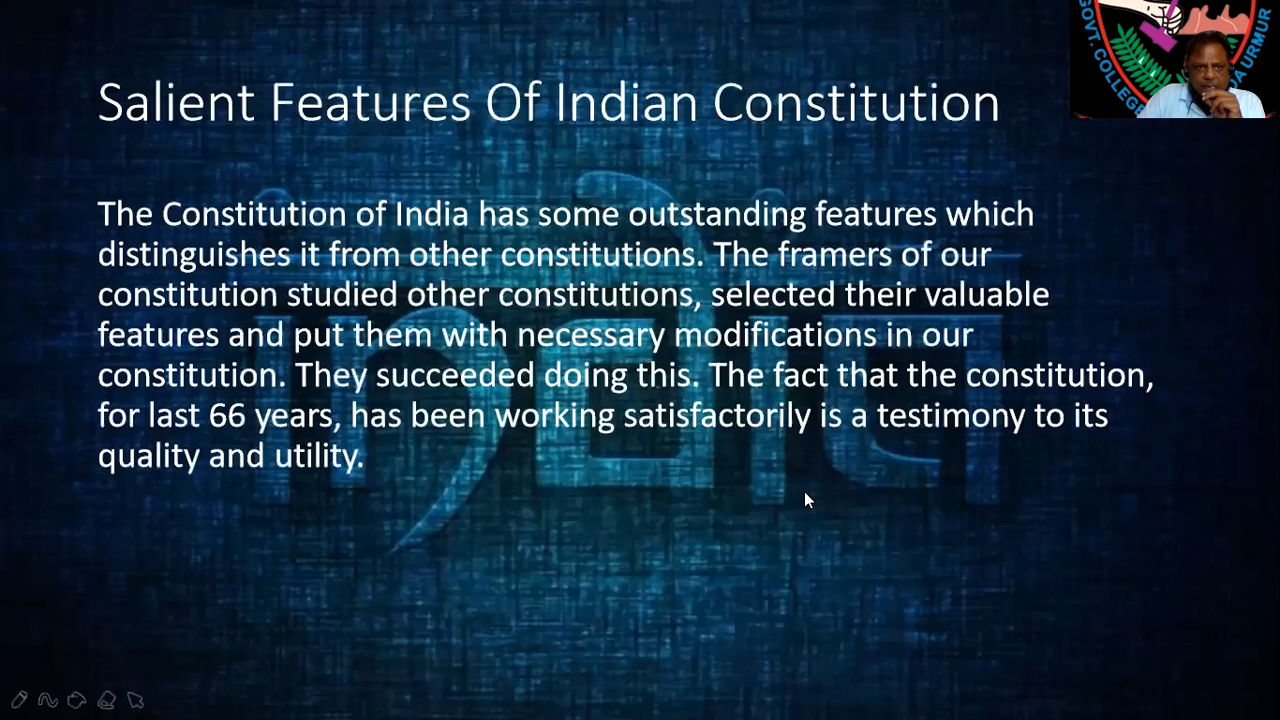 Salient Features Of Indian Constitution
The Constitution of India has some outstanding features which
distinguishes it from other constitutions. The framers of our
constitution studied other constitutions, selected their valuable
features and put them with necessary modifications in our
constitution. They succeeded doing this. The fact that the constitution,
for last 66 years, has been working satisfactorily is a testimony to its
quality and utility.
GOVT. COLLEGE
URMUR